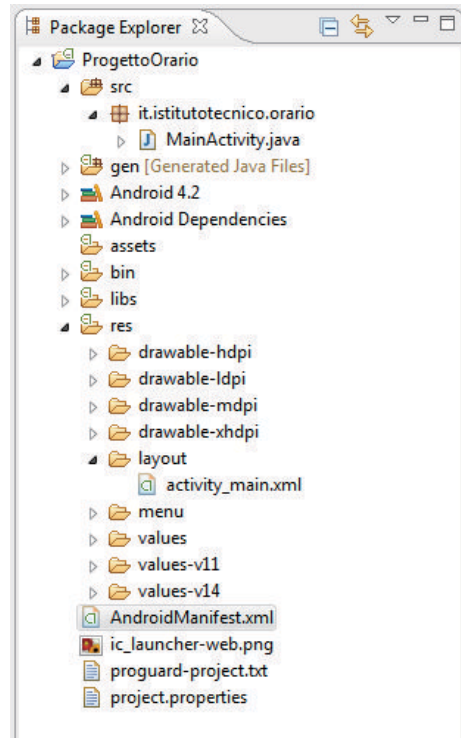 Package Explorer
ProgettoOrario
src
it.istitutotecnico.orario
MainActivity.java
gen [Generated Java Files]
Android 4.2
Android Dependencies
assets
bin
libs
res
drawable-hdpi
drawable-ldpi
drawable-mdpi
drawable-xhdpi
layout
activity_main.xml
menu
values
values-v11
values-v14
AndroidManifest.xml
ic_launcher-web.png
proguard-project.txt
project.properties